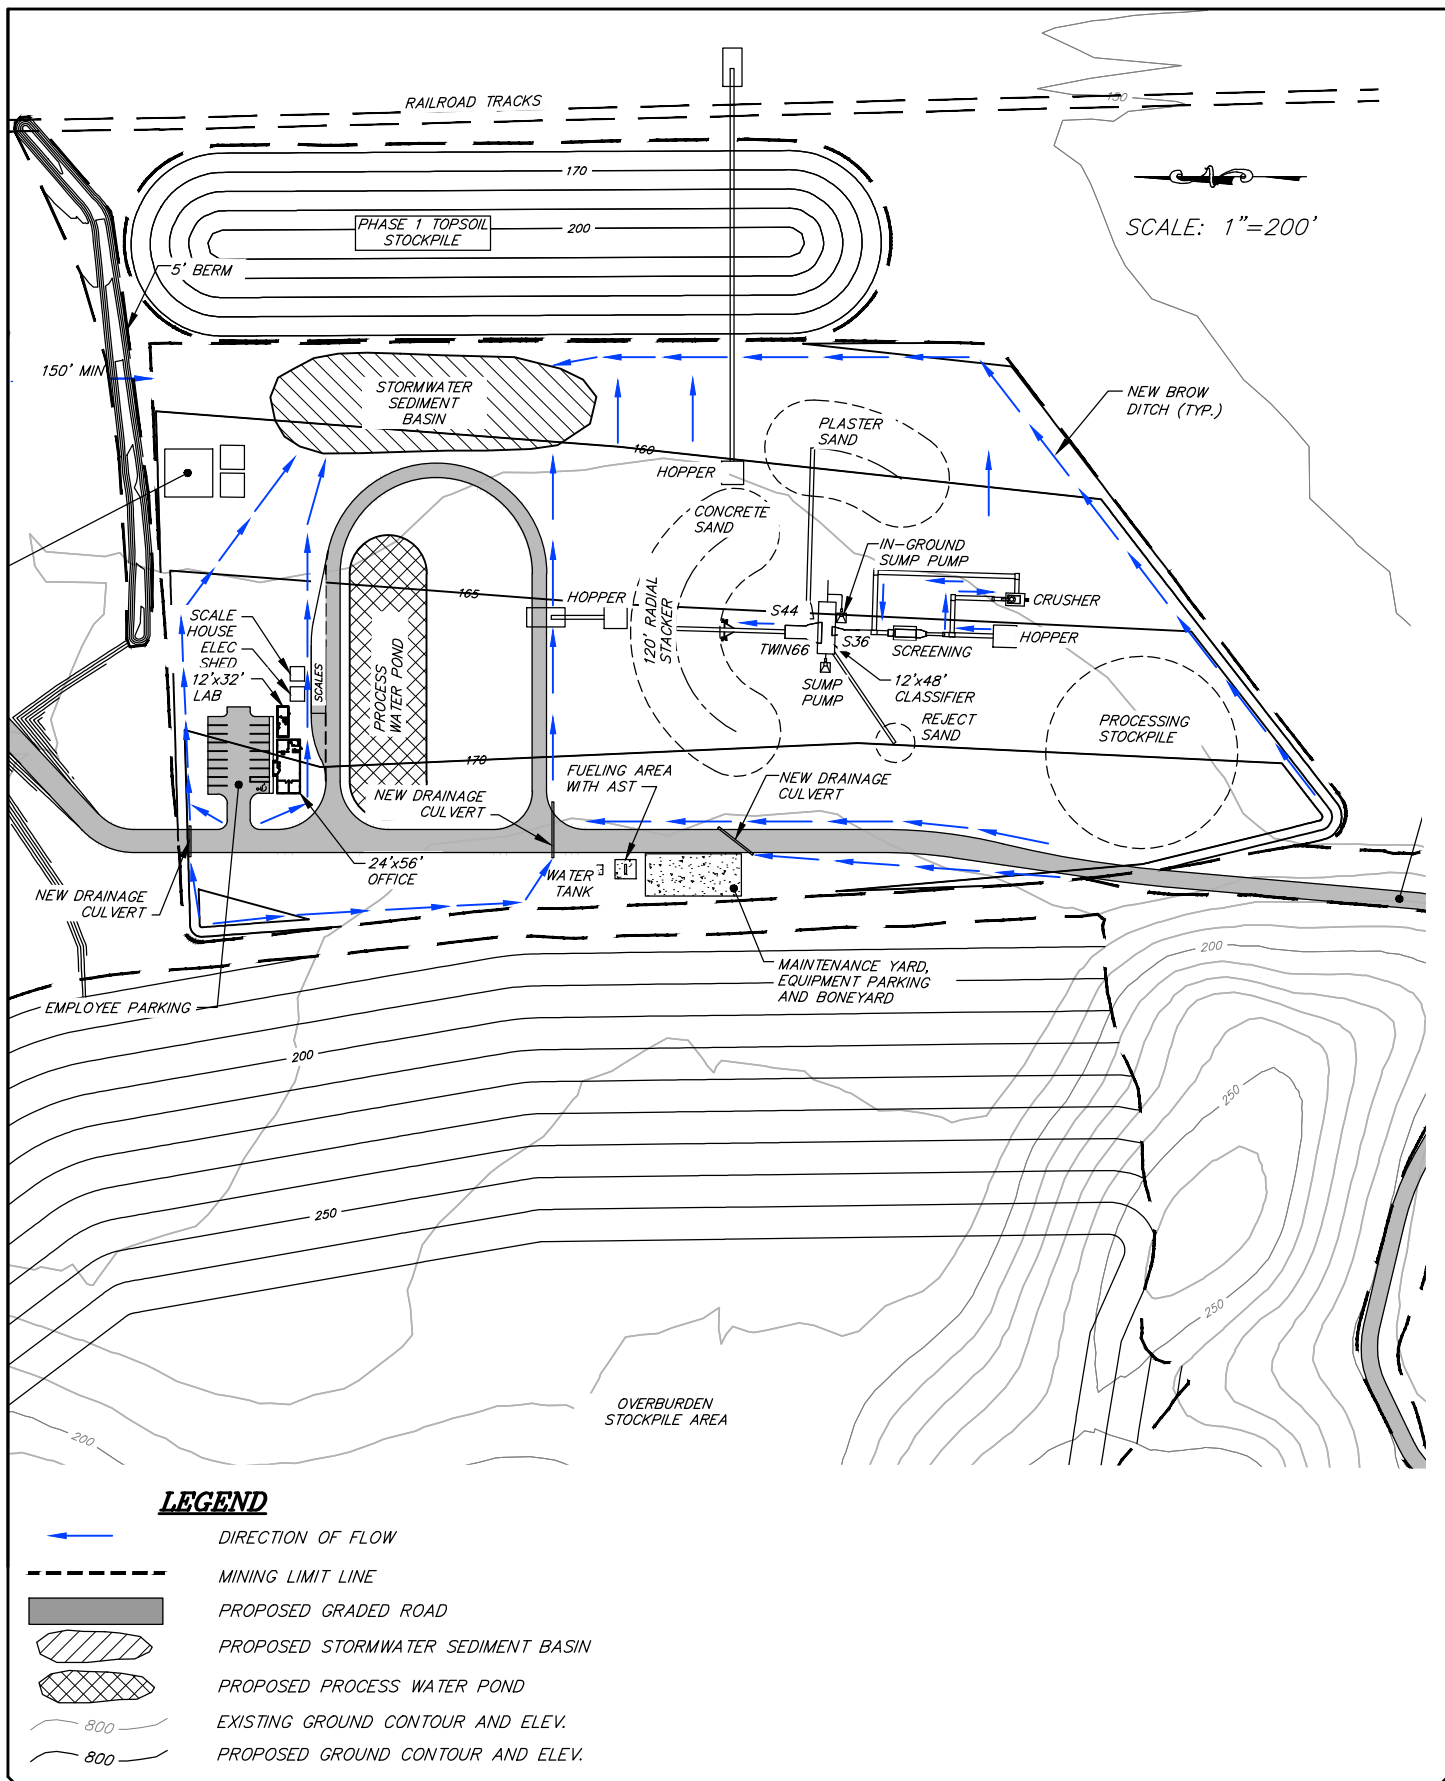 RAILROAD TRACKS
150
170
PHASE 1 TOPSOIL
STOCKPILE
200
SCALE: 1"=200'
5' BERM
150' MIN
STORMWATER
SEDIMENT
BASIN
NEW BROW
DITCH (TYP.)
PLASTER
SAND
160
HOPPER
CONCRETE
SAND
IN-GROUND
SUMP PUMP
165
HOPPER
120' RADIAL
STACKER
S44
CRUSHER
SCALE
HOUSE
ELEC
SHED
12'x32'
LAB
SCALES
PROCESS
WATER POND
TWIN66
S36
SCREENING
HOPPER
SUMP
PUMP
12'x48'
CLASSIFIER
REJECT
SAND
PROCESSING
STOCKPILE
170
FUELING AREA
WITH AST
NEW DRAINAGE
CULVERT
NEW DRAINAGE
CULVERT
24'x56'
OFFICE
WATER
TANK
NEW DRAINAGE
CULVERT
MAINTENANCE YARD,
EQUIPMENT PARKING
AND BONEYARD
200
EMPLOYEE PARKING
200
250
250
250
OVERBURDEN
STOCKPILE AREA
200
LEGEND
DIRECTION OF FLOW
MINING LIMIT LINE
PROPOSED GRADED ROAD
PROPOSED STORMWATER SEDIMENT BASIN
PROPOSED PROCESS WATER POND
800 EXISTING GROUND CONTOUR AND ELEV.
800 PROPOSED GROUND CONTOUR AND ELEV.